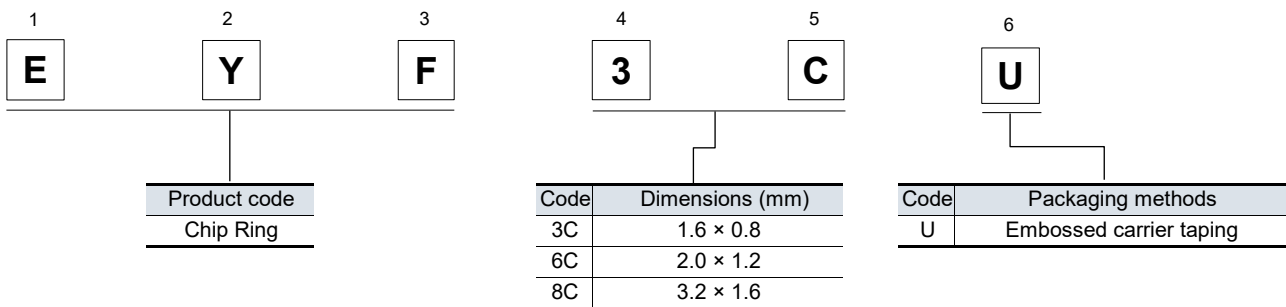 1 2 3 4 5 6
E Y F 3 C U
Product code
Chip Ring
Code Dimensions (mm)
3C 1.6 × 0.8
6C 2.0 × 1.2
8C 3.2 × 1.6
Code Packaging methods
U Embossed carrier taping